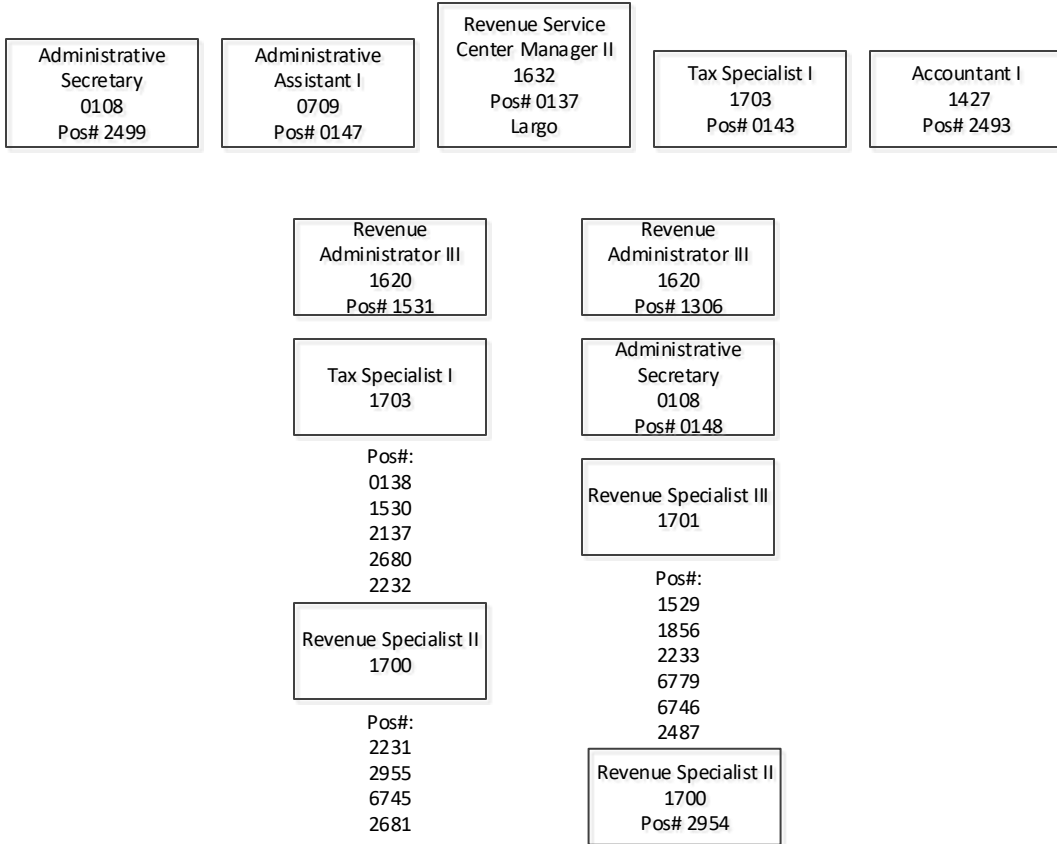 Administrative
Secretary
0108
Pos# 2499
Administrative
Assistant I
0709
Pos# 0147
Revenue Service
Center Manager II
1632
Pos# 0137
Largo
Tax Specialist I
1703
Pos# 0143
Accountant I
1427
Pos# 2493
Revenue
Administrator III
1620
Pos# 1531
Tax Specialist I
1703
Pos#:
0138
1530
2137
2680
2232
Revenue Specialist II
1700
Pos#:
2231
2955
6745
2681
Revenue
Administrator III
1620
Pos# 1306
Administrative
Secretary
0108
Pos# 0148
Revenue Specialist III
1701
Pos#:
1529
1856
2233
6779
6746
2487
Revenue Specialist II
1700
Pos# 2954